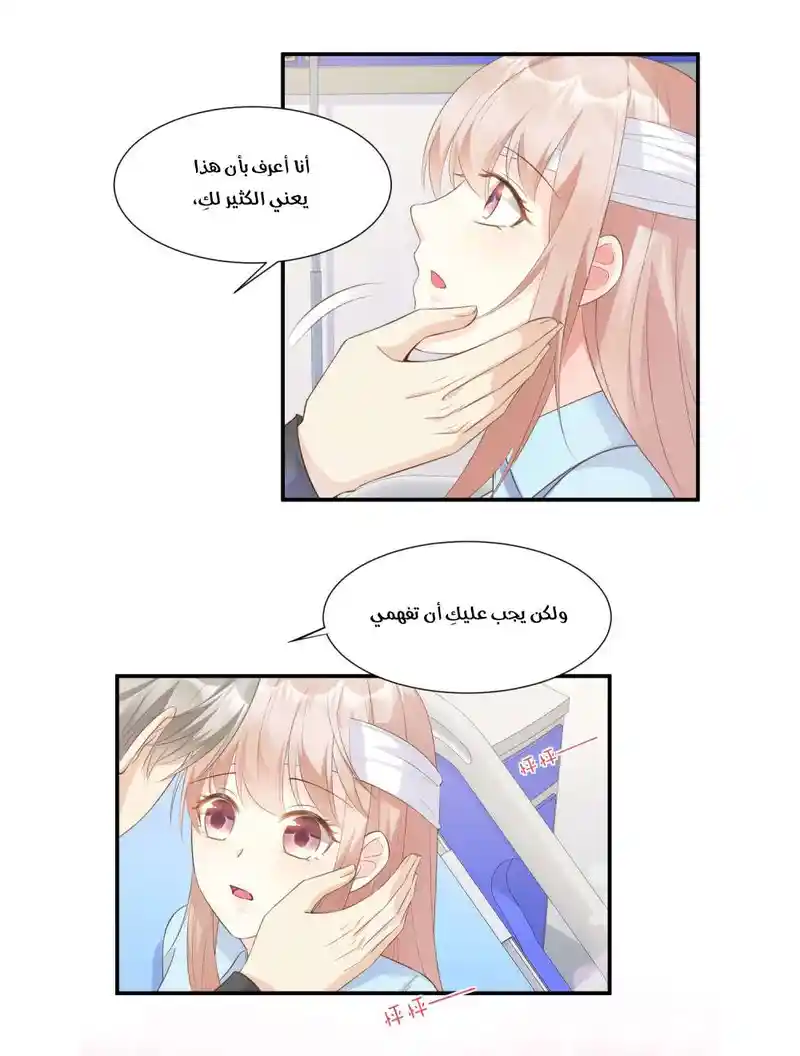 أنا أعرف بأن هذا
يعني الكثير لكِ،
ولكن يجب عليكِ أن تفهمي
怦怦
怦怦